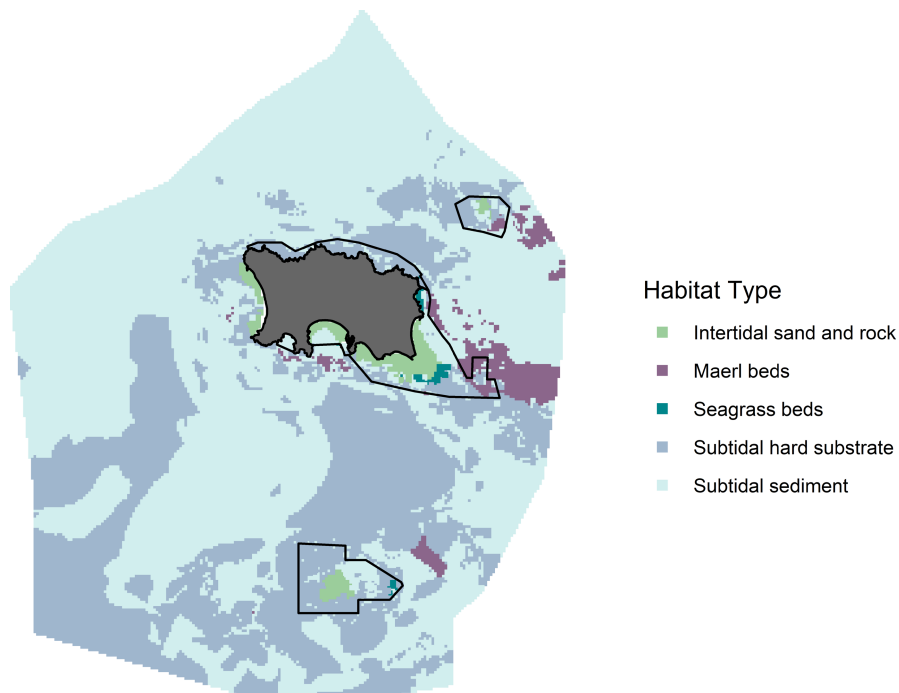 Habitat Type
Intertidal sand and rock
Maerl beds
Seagrass beds
Subtidal hard substrate
Subtidal sediment